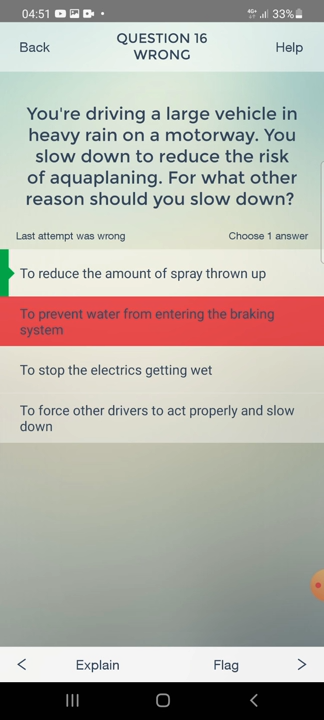 04:51
4G+ 33%
Back
QUESTION 16
WRONG
Help
You're driving a large vehicle in
heavy rain on a motorway. You
slow down to reduce the risk
of aquaplaning. For what other
reason should you slow down?
Last attempt was wrong
Choose 1 answer
To reduce the amount of spray thrown up
To prevent water from entering the braking
system
To stop the electrics getting wet
To force other drivers to act properly and slow
down
Explain
Flag